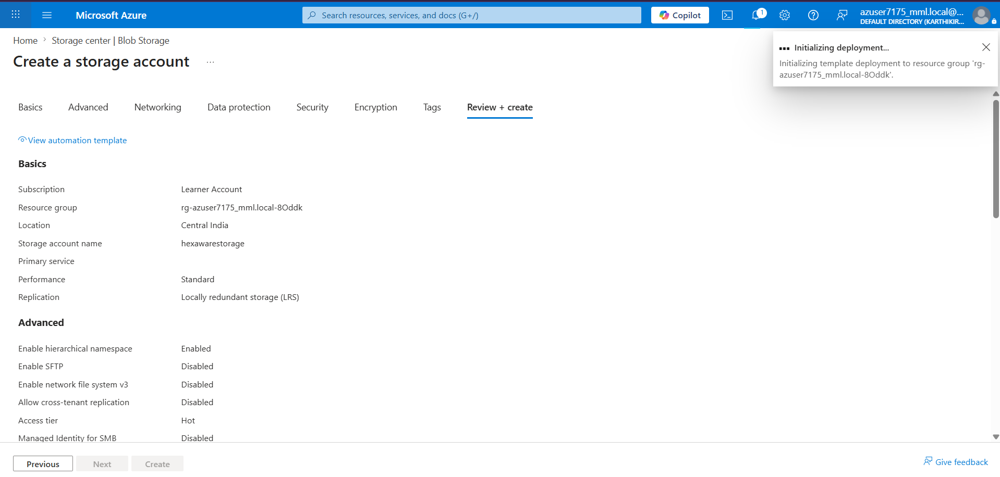 Microsoft Azure
Search resources, services, and docs (G+/)
Copilot
1
azuser7175_mml.local@...
DEFAULT DIRECTORY (KARTHIKIR...
Home > Storage center | Blob Storage
Create a storage account ...
Initializing deployment...
Initializing template deployment to resource group 'rg-
azuser7175_mml.local-8Oddk'.
Basics Advanced Networking Data protection Security Encryption Tags Review + create
View automation template
Basics
Subscription Learner Account
Resource group rg-azuser7175_mml.local-8Oddk
Location Central India
Storage account name hexawarestorage
Primary service
Performance Standard
Replication Locally redundant storage (LRS)
Advanced
Enable hierarchical namespace Enabled
Enable SFTP Disabled
Enable network file system v3 Disabled
Allow cross-tenant replication Disabled
Access tier Hot
Managed Identity for SMB Disabled
Previous Next Create
Give feedback